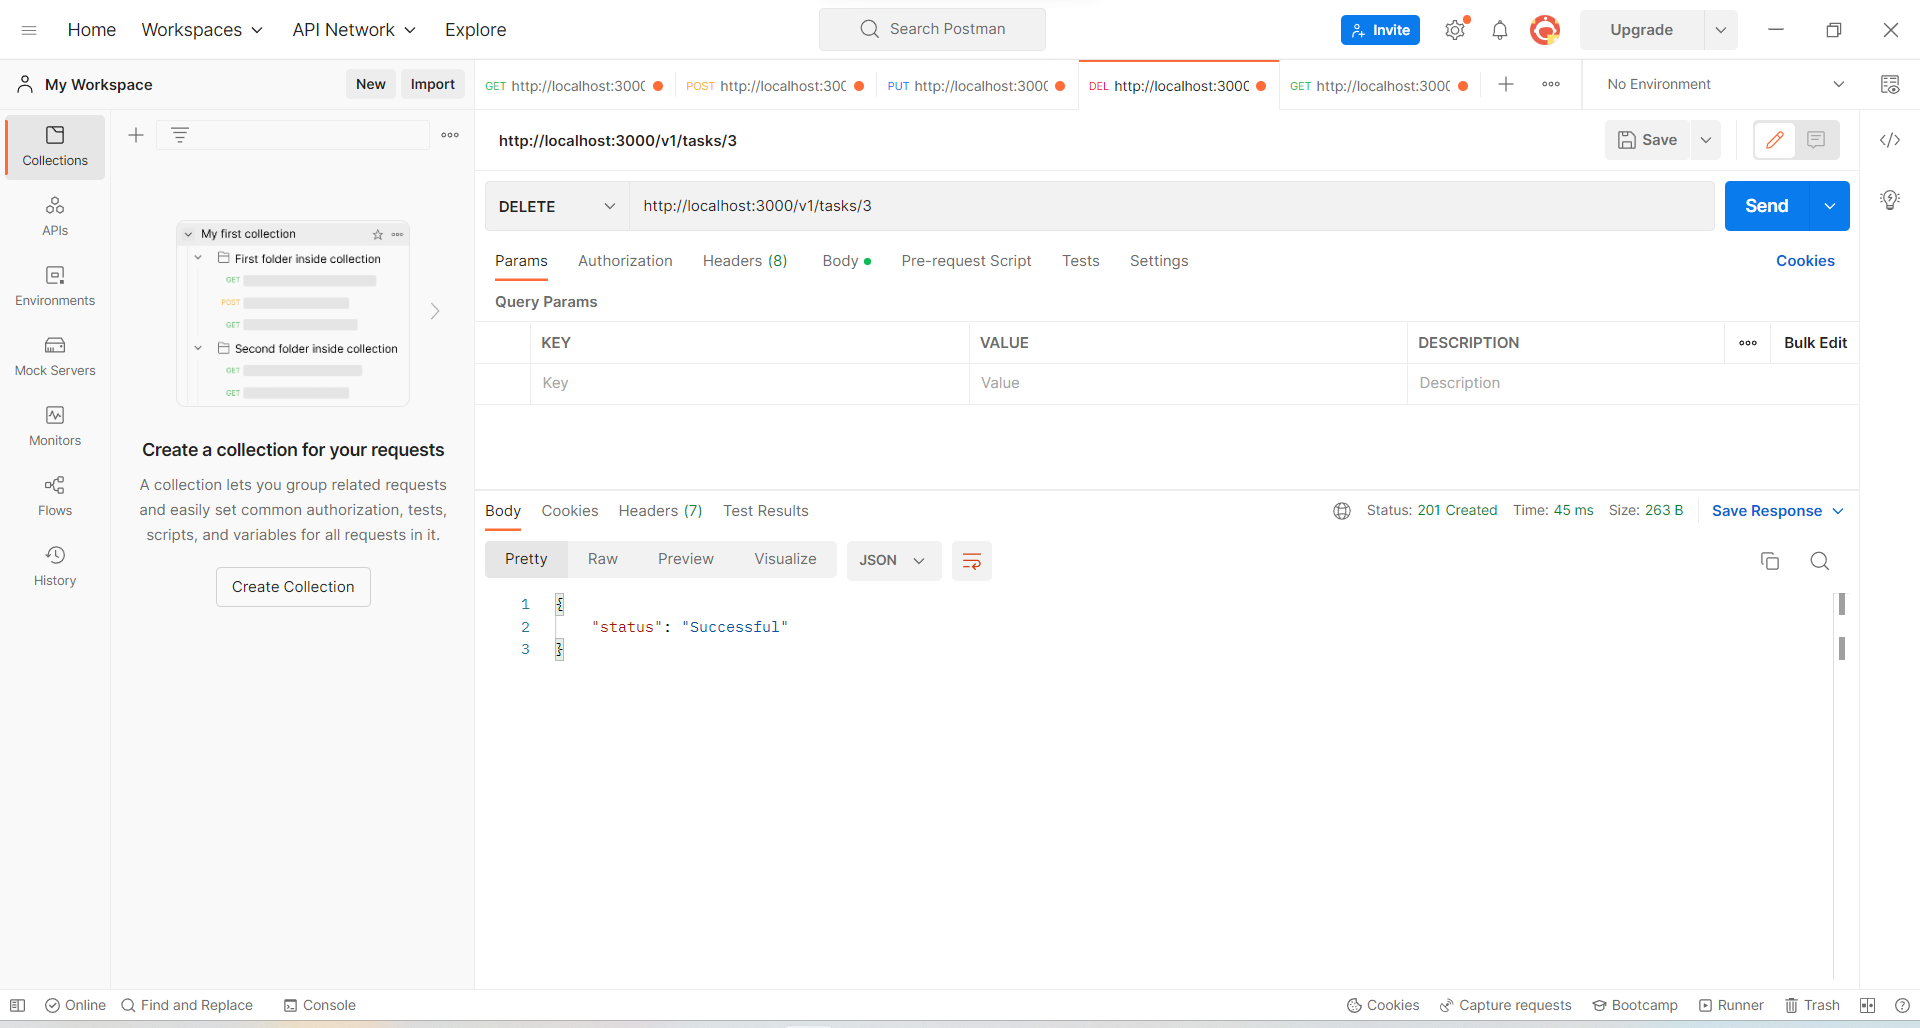 Home Workspaces API Network Explore Search Postman Invite Upgrade
My Workspace New Import GET http://localhost:3000 POST http://localhost:300 PUT http://localhost:3000 DEL http://localhost:3000 GET http://localhost:3000 No Environment
Collections
APIs
Environments
Mock Servers
Monitors
Flows
History
My first collection
First folder inside collection
GET
POST
GET
Second folder inside collection
GET
GET
Create a collection for your requests
A collection lets you group related requests
and easily set common authorization, tests,
scripts, and variables for all requests in it.
Create Collection
http://localhost:3000/v1/tasks/3 Save
DELETE http://localhost:3000/v1/tasks/3 Send
Params Authorization Headers (8) Body Pre-request Script Tests Settings Cookies
Query Params
KEY VALUE DESCRIPTION Bulk Edit
Key Value Description
Body Cookies Headers (7) Test Results Status: 201 Created Time: 45 ms Size: 263 B Save Response
Pretty Raw Preview Visualize JSON
1 {
2 "status": "Successful"
3 }
Online Find and Replace Console Cookies Capture requests Bootcamp Runner Trash